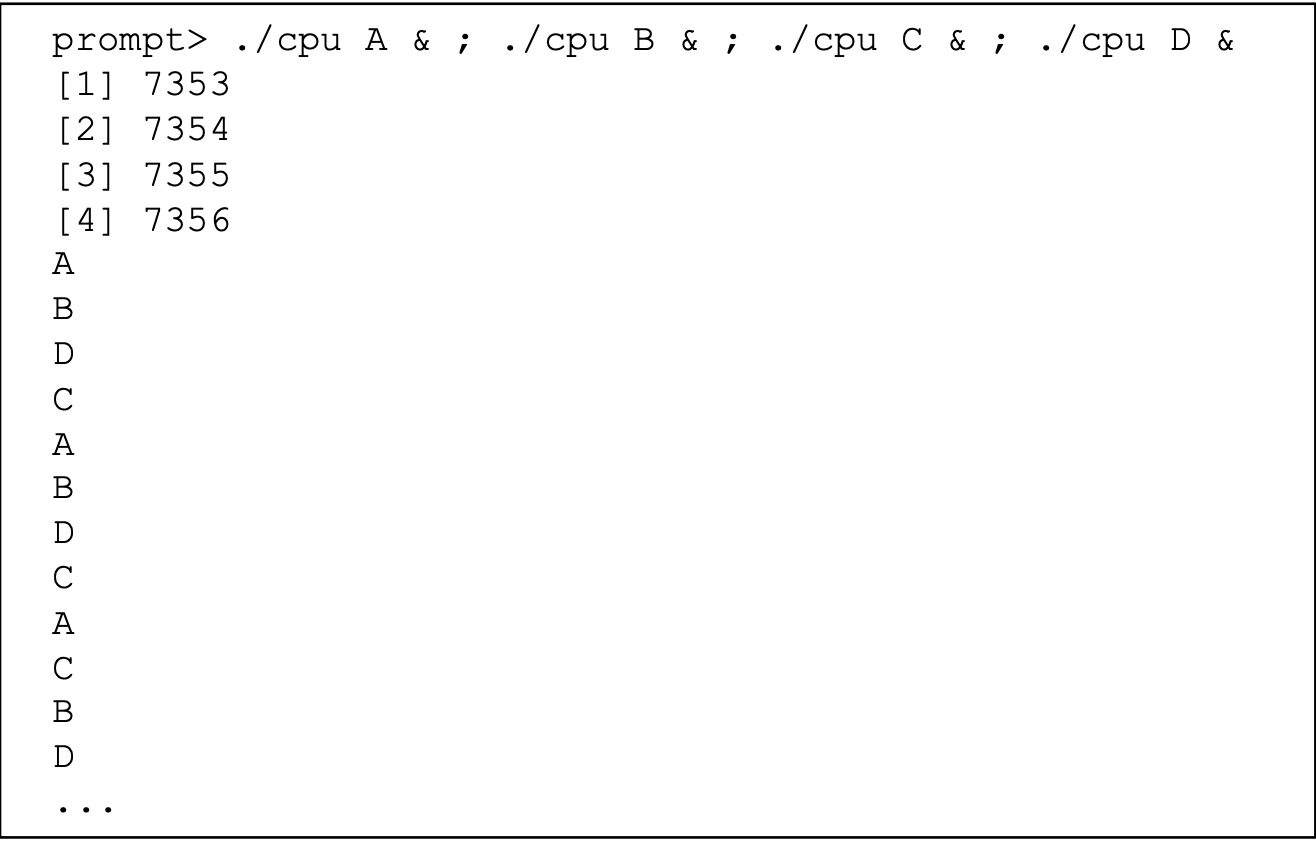 prompt> ./cpu A & ; ./cpu B & ; ./cpu C & ; ./cpu D &
[1] 7353
[2] 7354
[3] 7355
[4] 7356
A
B
D
C
A
B
D
C
A
C
B
D
...